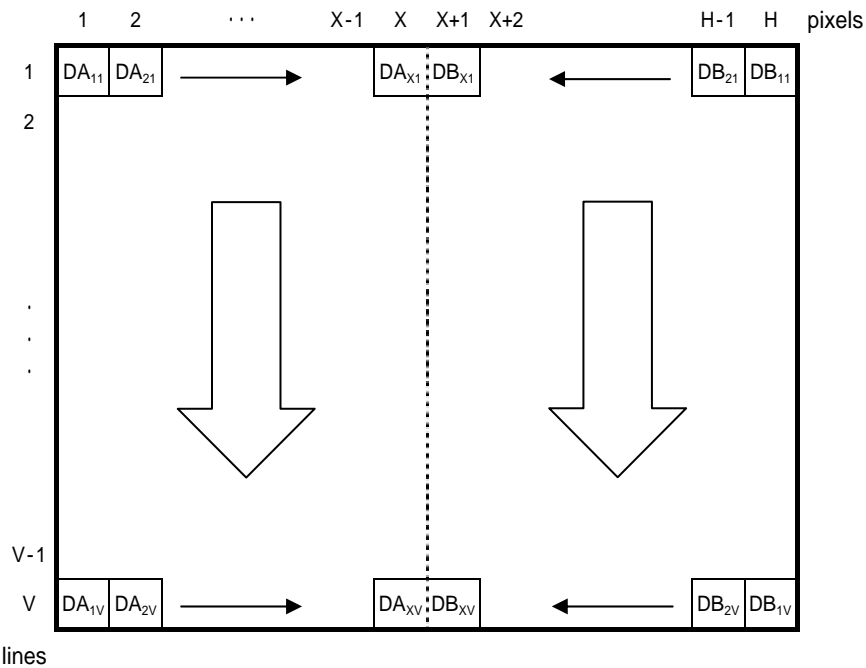 1 2 ··· X-1 X X+1 X+2 H-1 H pixels
1 DA₁₁ DA₂₁ DAₓ₁ DBₓ₁ DB₂₁ DB₁₁
2
·
·
·
V-1
V DA₁ᵥ DA₂ᵥ DAₓᵥ DBₓᵥ DB₂ᵥ DB₁ᵥ
lines